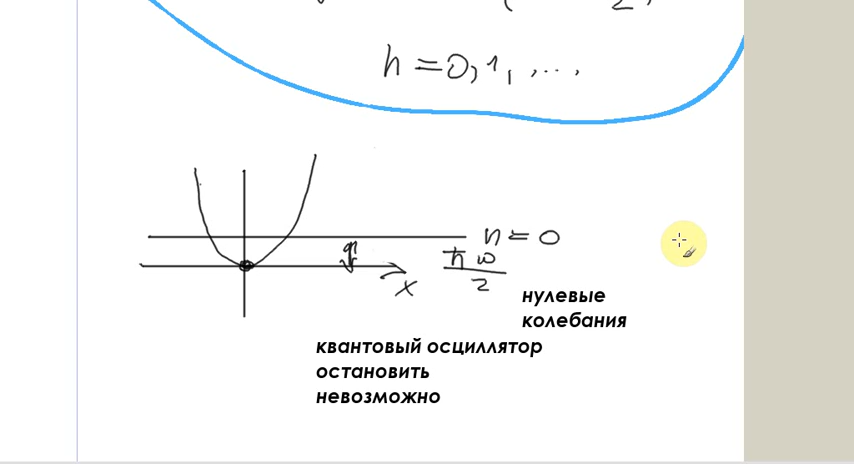 n = 0, 1, ...,
n = 0
ħω
2
x
нулевые
колебания
квантовый осциллятор
остановить
невозможно